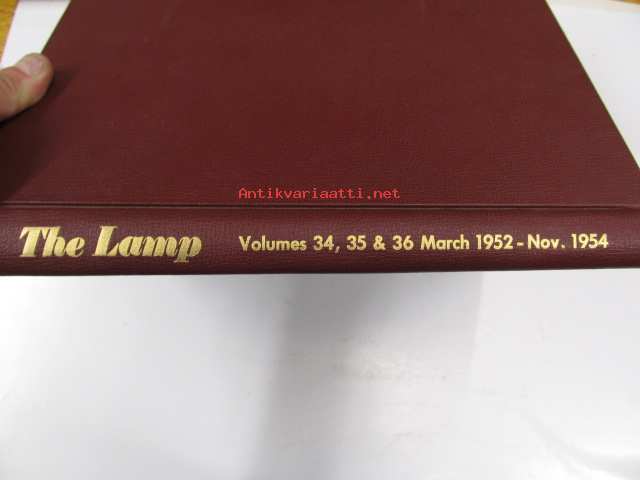 Antikvariaatti.net
The Lamp Volumes 34, 35 & 36 March 1952 - Nov. 1954